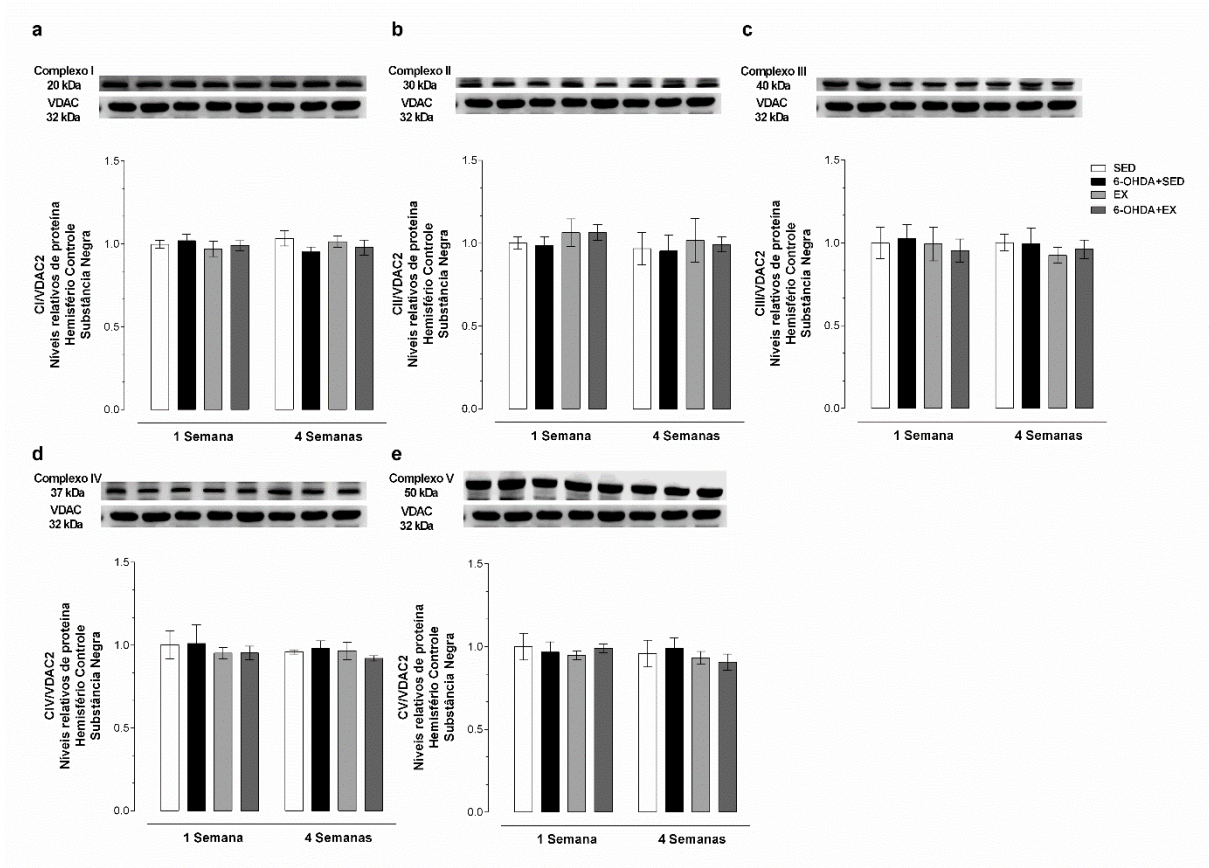 a
Complexo I
20 kDa
VDAC
32 kDa
1.5
1.0
0.5
0.0
CI/VDAC2
Níveis relativos de proteína
Hemisfério Controle
Substância Negra
1 Semana
4 Semanas
b
Complexo II
30 kDa
VDAC
32 kDa
1.5
1.0
0.5
0.0
CII/VDAC2
Níveis relativos de proteína
Hemisfério Controle
Substância Negra
1 Semana
4 Semanas
c
Complexo III
40 kDa
VDAC
32 kDa
1.5
1.0
0.5
0.0
CIII/VDAC2
Níveis relativos de proteína
Hemisfério Controle
Substância Negra
1 Semana
4 Semanas
SED
6-OHDA+SED
EX
6-OHDA+EX
d
Complexo IV
37 kDa
VDAC
32 kDa
1.5
1.0
0.5
0.0
CIV/VDAC2
Níveis relativos de proteína
Hemisfério Controle
Substância Negra
1 Semana
4 Semanas
e
Complexo V
50 kDa
VDAC
32 kDa
1.5
1.0
0.5
0.0
CV/VDAC2
Níveis relativos de proteína
Hemisfério Controle
Substância Negra
1 Semana
4 Semanas